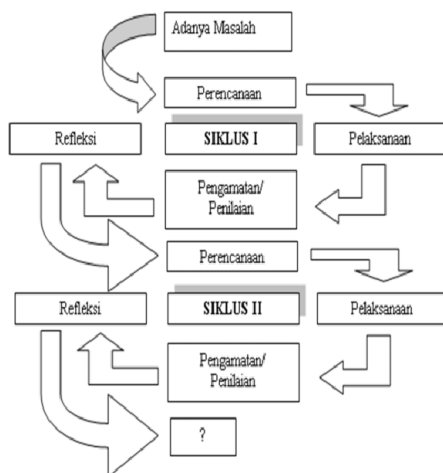 Adanya Masalah
Perencanaan
Refleksi
SIKLUS I
Pelaksanaan
Pengamatan/
Penilaian
Perencanaan
Refleksi
SIKLUS II
Pelaksanaan
Pengamatan/
Penilaian
?